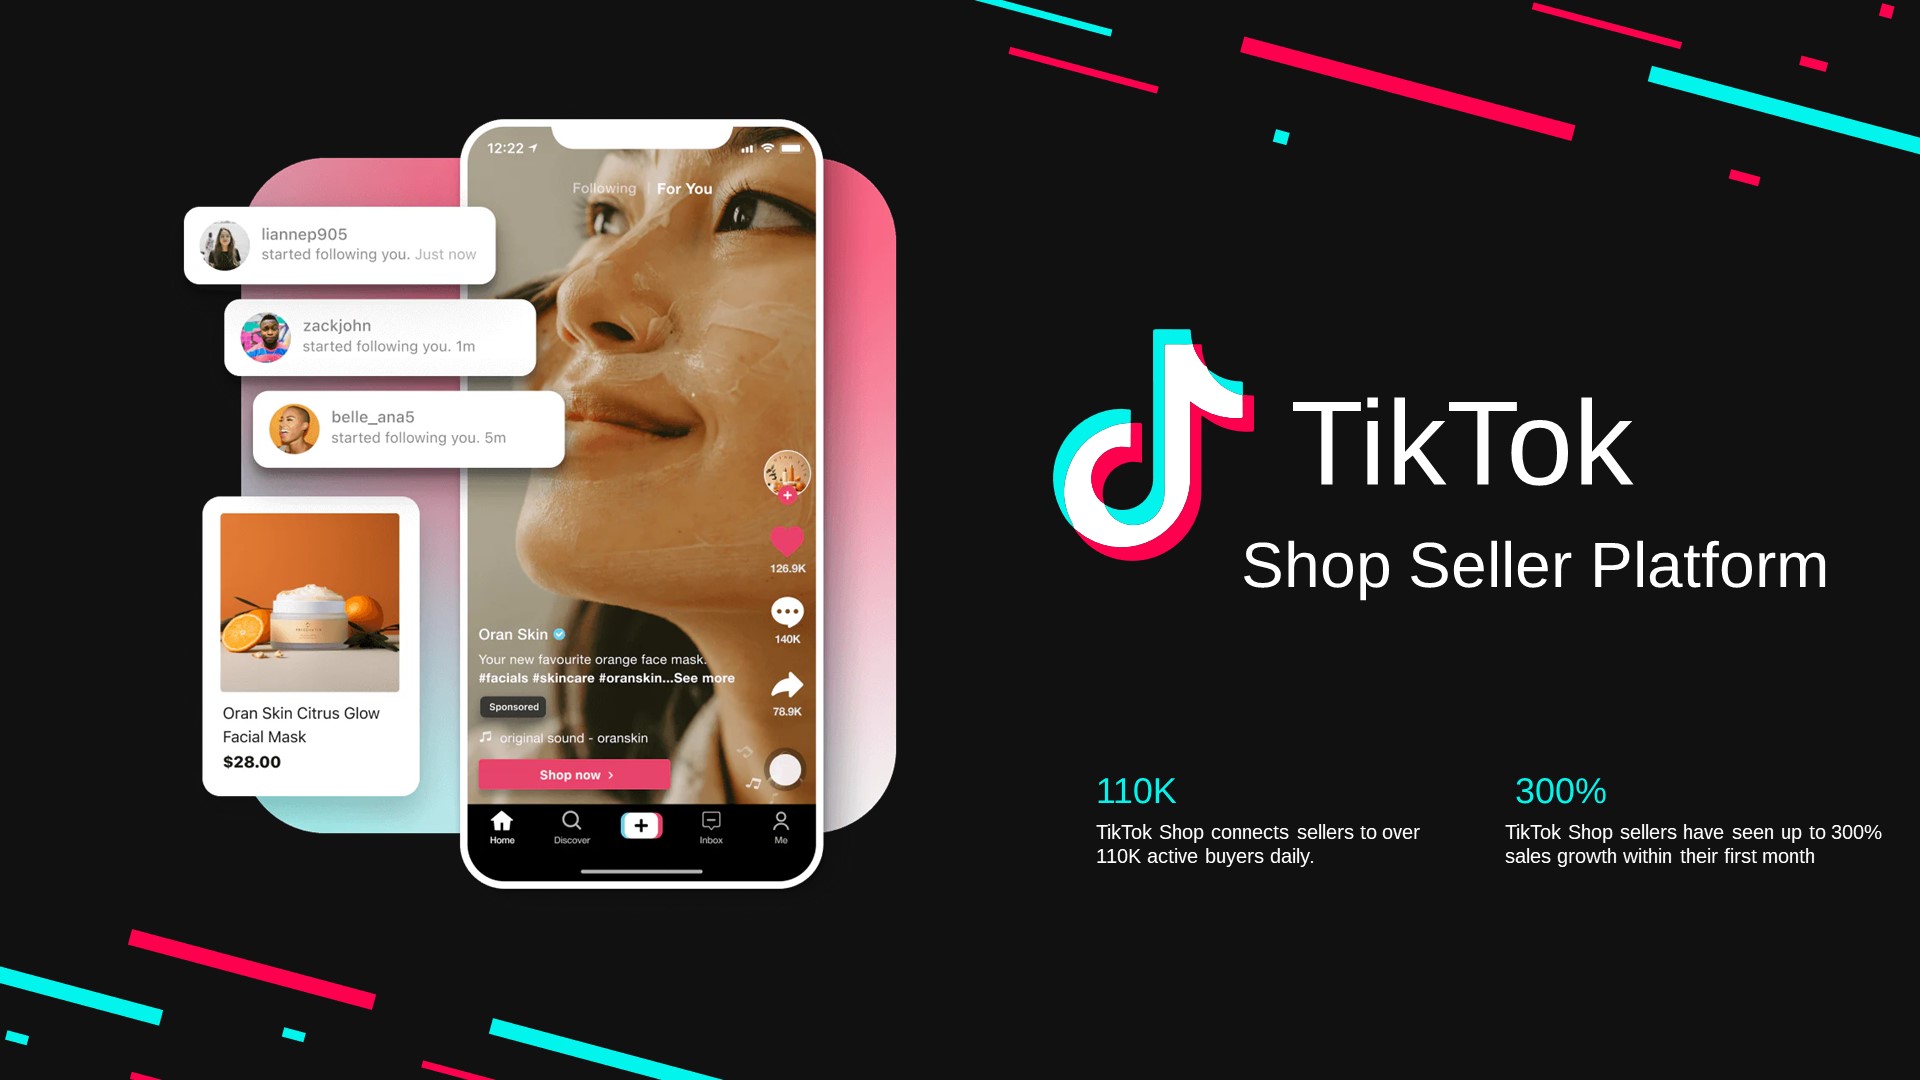 12:22
Following | For You
liannep905
started following you. Just now
zackjohn
started following you. 1m
belle_ana5
started following you. 5m
126.9K
140K
78.9K
Oran Skin
Your new favourite orange face mask.
#facials #skincare #oranskin...See more
Sponsored
original sound - oranskin
Shop now >
Home
Discover
Inbox
Me
Oran Skin Citrus Glow
Facial Mask
$28.00
TikTok
Shop Seller Platform
110K
TikTok Shop connects sellers to over
110K active buyers daily.
300%
TikTok Shop sellers have seen up to 300%
sales growth within their first month